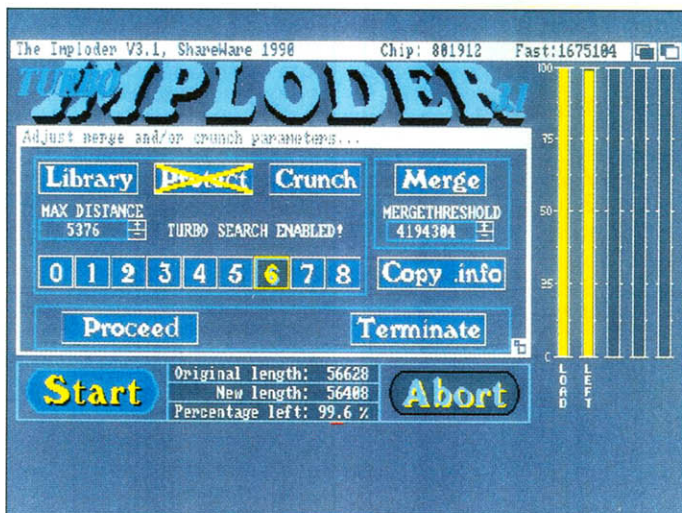 The Imploder V3.1, ShareWare 1990 Chip: 801912 Fast:1675104
TURBO IMPLODER
Adjust merge and/or crunch parameters...
Library Protect Crunch Merge
MAX DISTANCE MERGETHRESHOLD
5376 TURBO SEARCH ENABLED! 4194304
0 1 2 3 4 5 6 7 8 Copy .info
Proceed Terminate
Start Abort
Original length: 56628
New length: 56408
Percentage left: 99.6 %
100
75
50
25
0
LOAD
LEFT